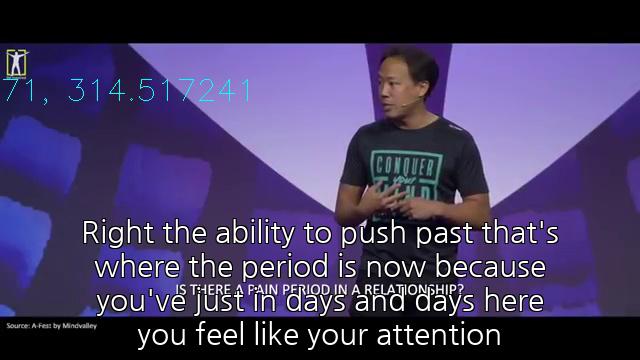 71, 314.517241
CONQUER
your
MIND
Right the ability to push past that's
where the period is now because
IS THERE A PAIN PERIOD IN A RELATIONSHIP?
you've just in days and days here
you feel like your attention
Source: A-Fest by Mindvalley